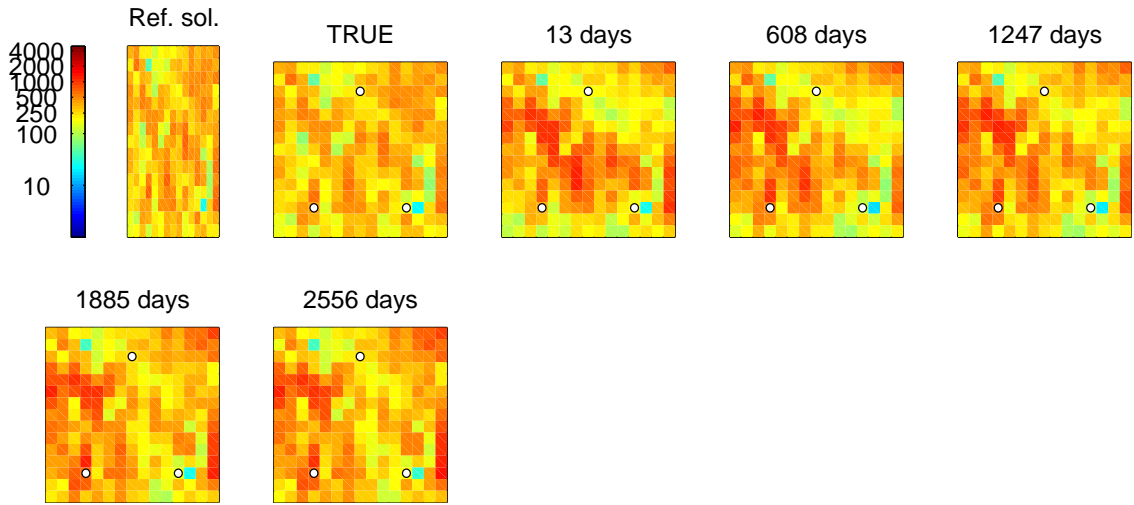 Ref. sol.
TRUE
13 days
608 days
1247 days
4000
2000
1000
500
250
100
10
1885 days
2556 days